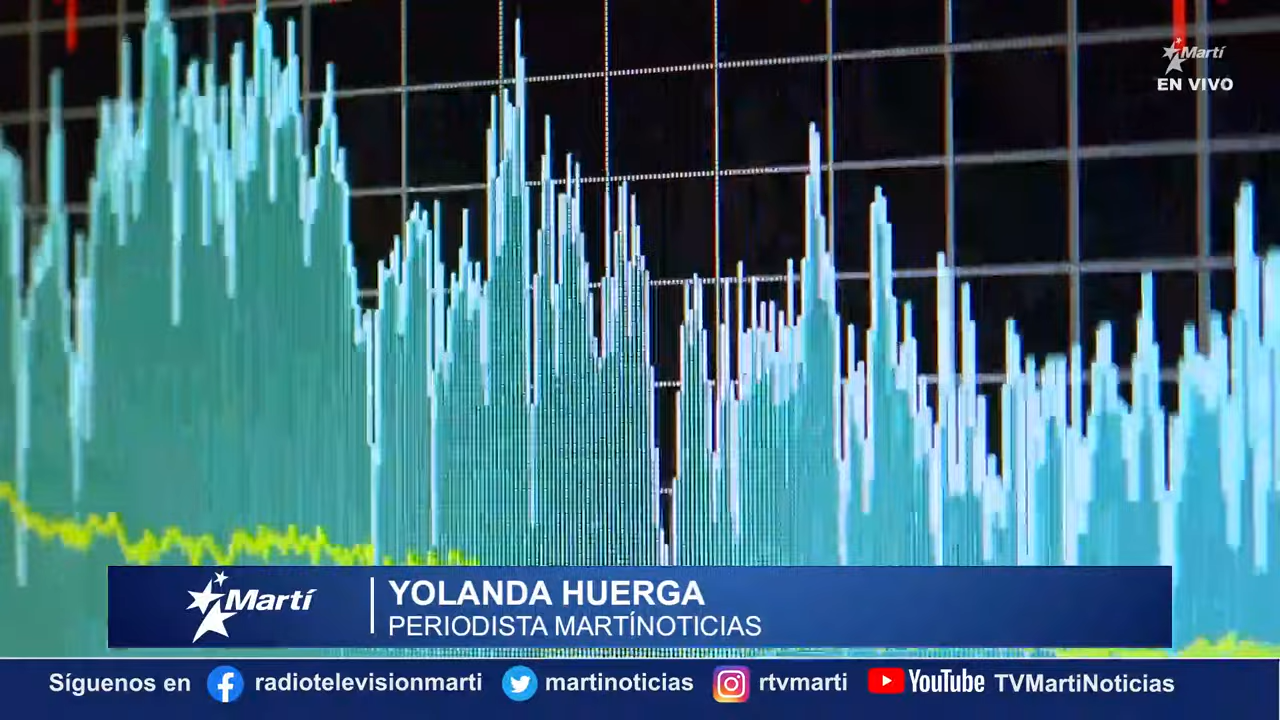 Martí
EN VIVO
Martí
YOLANDA HUERGA
PERIODISTA MARTÍNOTICIAS
Síguenos en radiotelevisionmarti martinoticias rtvmarti YouTube TVMartiNoticias